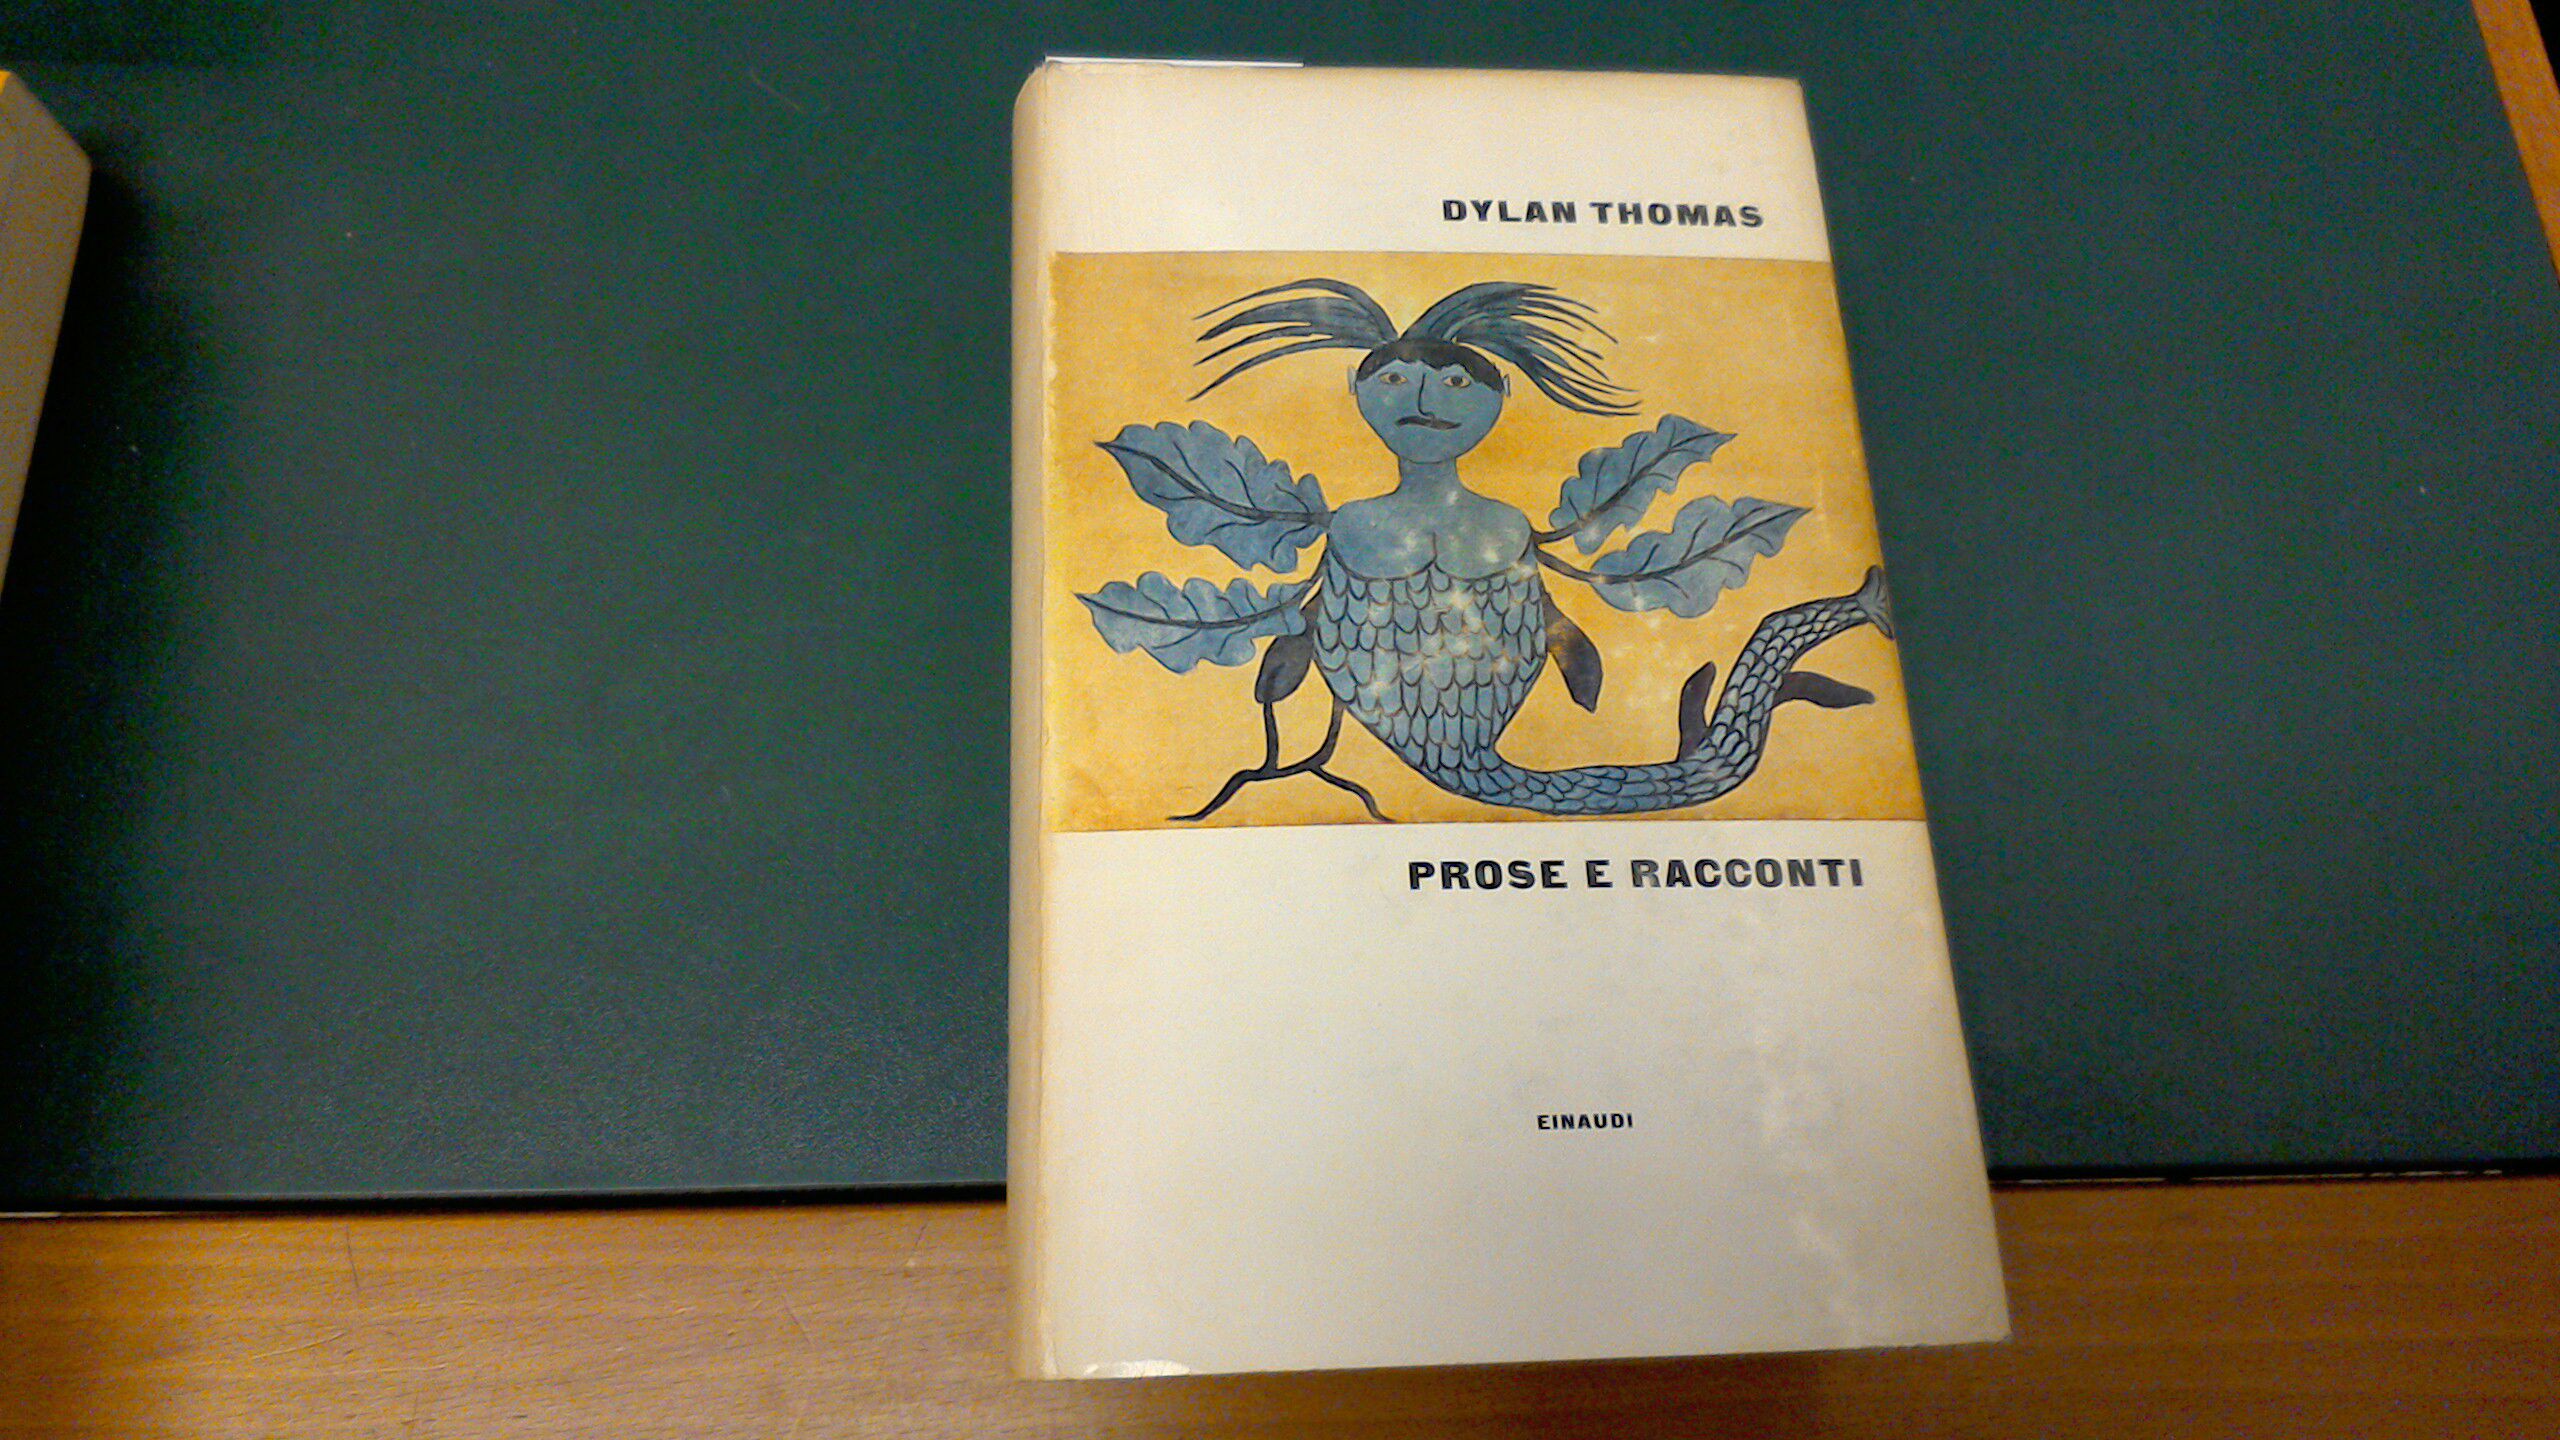 DYLAN THOMAS
PROSE E RACCONTI
EINAUDI